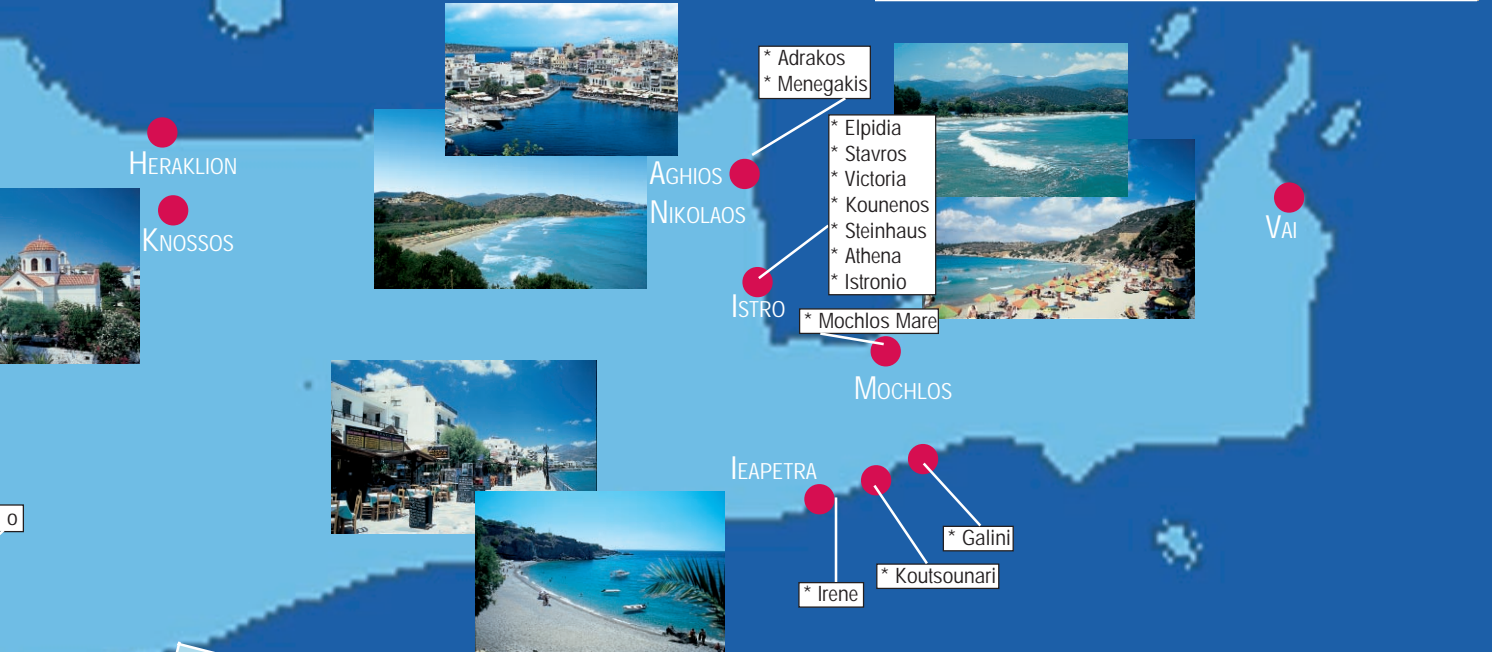 * Adrakos
* Menegakis
* Elpidia
* Stavros
* Victoria
* Kounenos
* Steinhaus
* Athena
* Istronio
HERAKLION
AGHIOS
NIKOLAOS
KNOSSOS
VAI
ISTRO
* Mochlos Mare
MOCHLOS
IEAPETRA
o
* Galini
* Koutsounari
* Irene